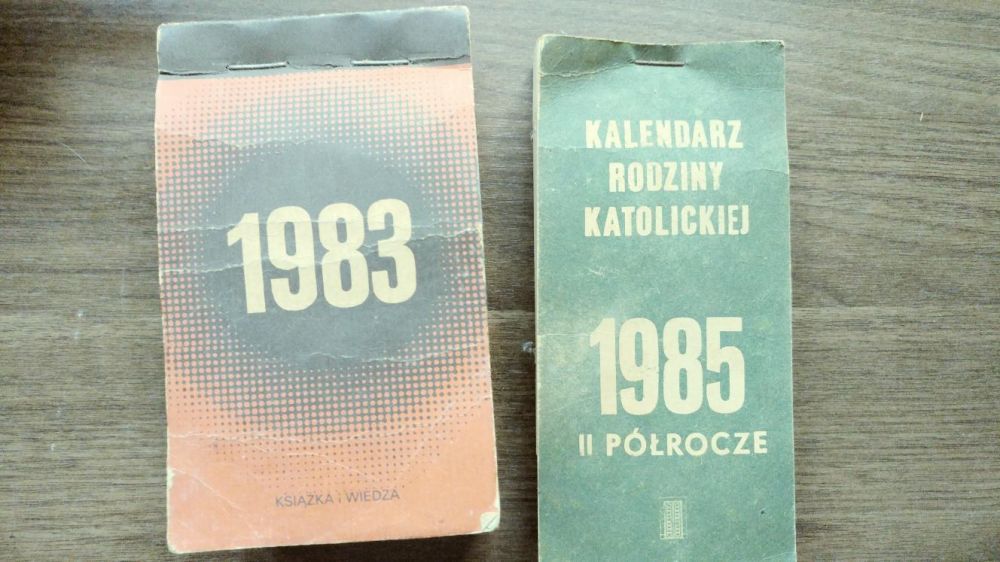 1983
KSIĄŻKA i WIEDZA
KALENDARZ
RODZINY
KATOLICKIEJ
1985
II PÓŁROCZE